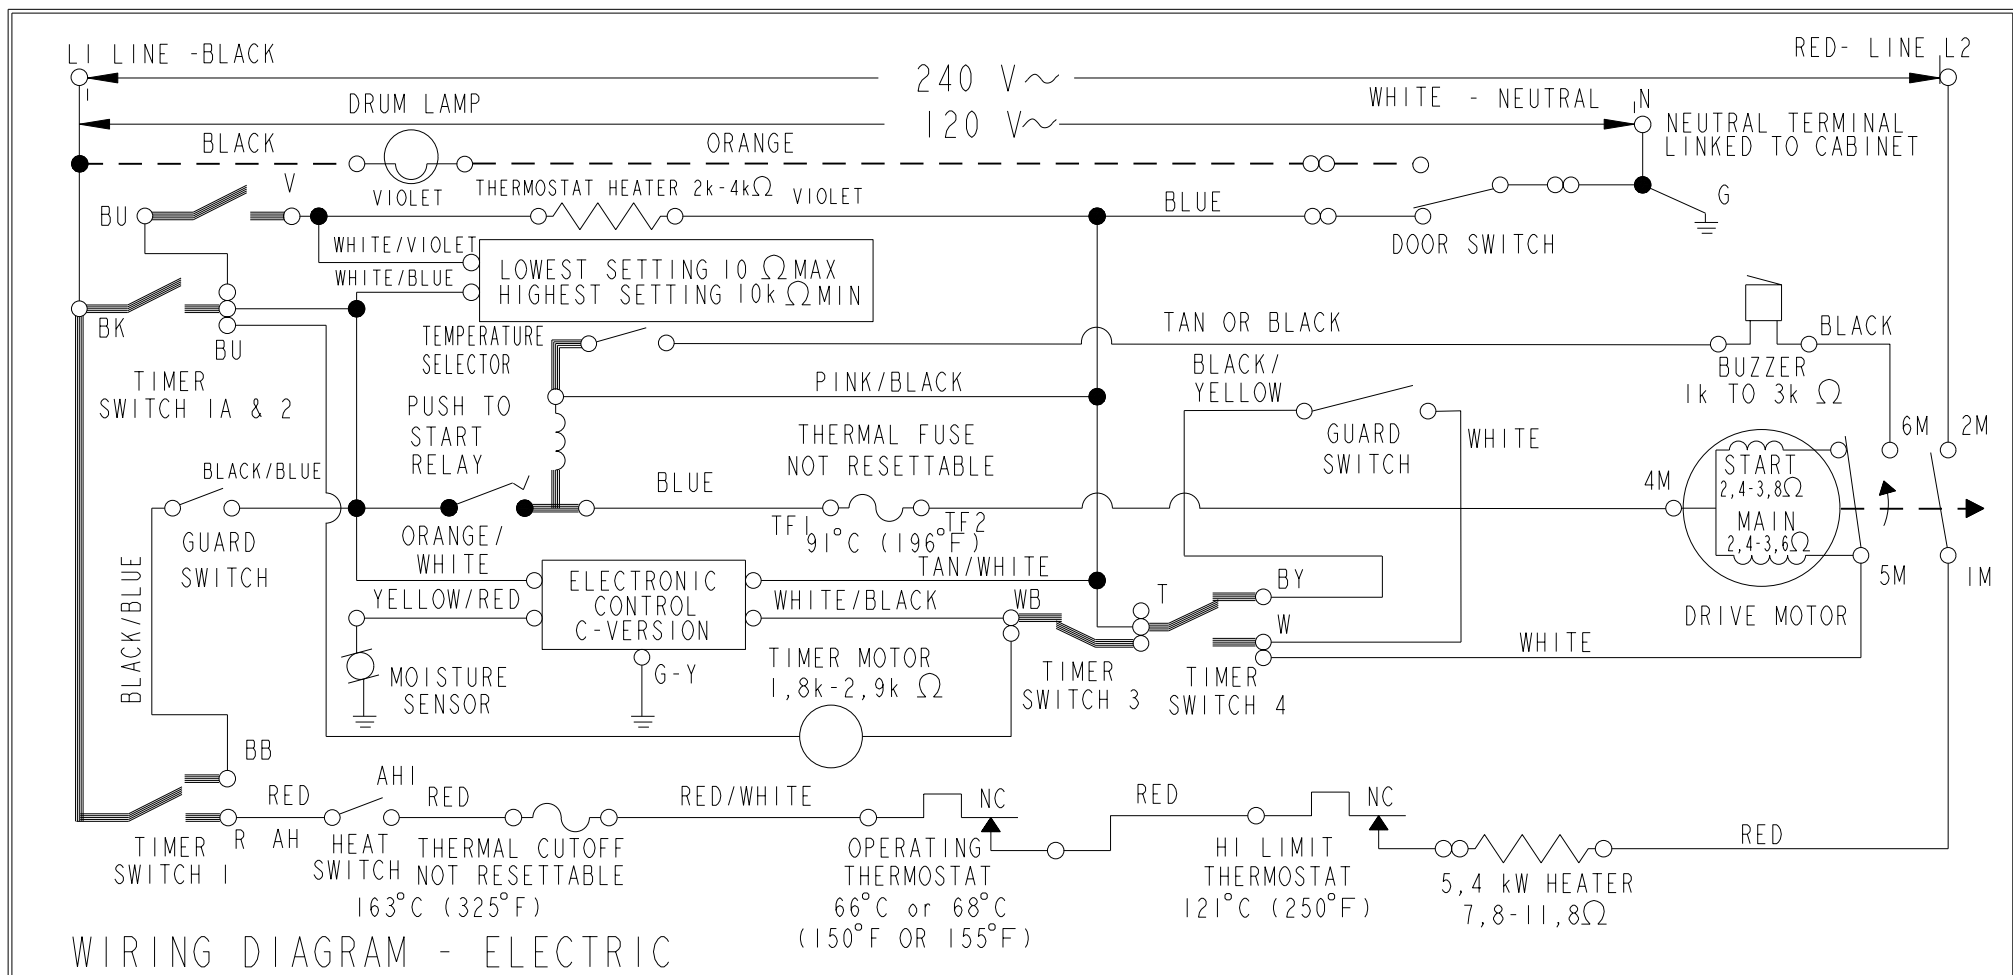 L1 LINE -BLACK
RED- LINE L2
240 V~
DRUM LAMP
WHITE - NEUTRAL N
120 V~
NEUTRAL TERMINAL
LINKED TO CABINET
BLACK
ORANGE
V
VIOLET
THERMOSTAT HEATER 2k-4kΩ
VIOLET
BU
BLUE
G
DOOR SWITCH
WHITE/VIOLET
WHITE/BLUE
LOWEST SETTING 10 Ω MAX
HIGHEST SETTING 10k Ω MIN
BK
BU
TEMPERATURE
SELECTOR
TAN OR BLACK
BLACK
TIMER
SWITCH 1A & 2
PINK/BLACK
BLACK/
YELLOW
BUZZER
1k TO 3k Ω
PUSH TO
START
RELAY
THERMAL FUSE
NOT RESETTABLE
GUARD
SWITCH
WHITE
6M
2M
BLACK/BLUE
BLUE
4M
START
2,4-3,8Ω
MAIN
2,4-3,6Ω
TF1
TF2
91°C (196°F)
GUARD
SWITCH
ORANGE/
WHITE
TAN/WHITE
5M
1M
BLACK/BLUE
ELECTRONIC
CONTROL
C-VERSION
YELLOW/RED
WHITE/BLACK
WB
T
BY
W
DRIVE MOTOR
WHITE
MOISTURE
SENSOR
G-Y
TIMER MOTOR
1,8k-2,9k Ω
TIMER
SWITCH 3
TIMER
SWITCH 4
BB
AH1
RED
RED
RED/WHITE
NC
RED
NC
RED
R
AH
TIMER
SWITCH 1
HEAT
SWITCH
THERMAL CUTOFF
NOT RESETTABLE
163°C (325°F)
OPERATING
THERMOSTAT
66°C or 68°C
(150°F OR 155°F)
HI LIMIT
THERMOSTAT
121°C (250°F)
5,4 kW HEATER
7,8-11,8Ω
WIRING DIAGRAM - ELECTRIC